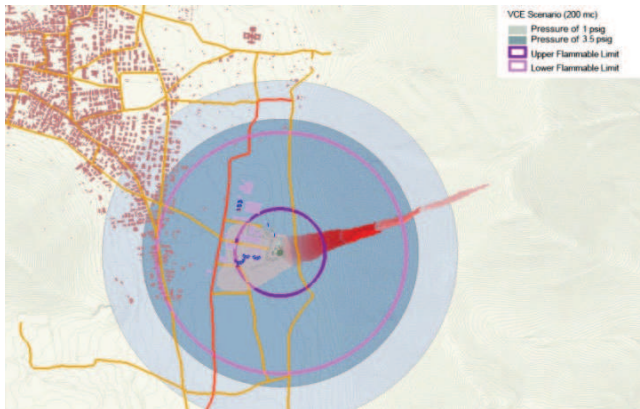 VCE Scenario (200 mc)
Pressure of 1 psig
Pressure of 3.5 psig
Upper Flammable Limit
Lower Flammable Limit